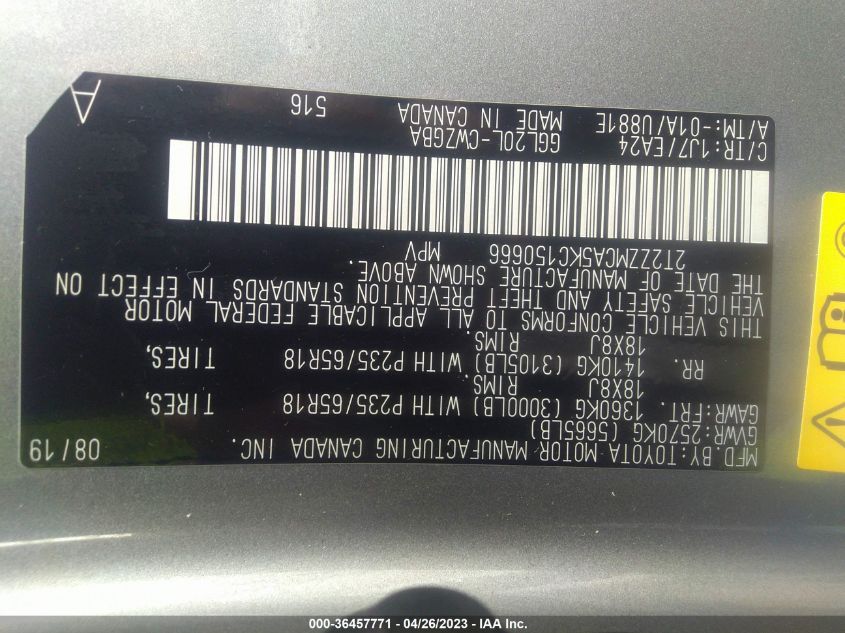 MFD.BY:TOYOTA MOTOR MANUFACTURING CANADA INC. 08/19
GVWR:2570KG (5665LB)
GAWR:FRT. 1360KG (3000LB) WITH P235/65R18 TIRES,
18X8J RIMS
RR. 1410KG (3105LB) WITH P235/65R18 TIRES,
18X8J RIMS
THIS VEHICLE CONFORMS TO ALL APPLICABLE FEDERAL MOTOR
VEHICLE SAFETY AND THEFT PREVENTION STANDARDS IN EFFECT ON
THE DATE OF MANUFACTURE SHOWN ABOVE.
2T2ZZMCA5KC150666 MPV
C/TR:1J7/EA24 GGL20L-CWZGBA
A/TM:-01A/U881E MADE IN CANADA 516 A
000-36457771 - 04/26/2023 - IAA Inc.